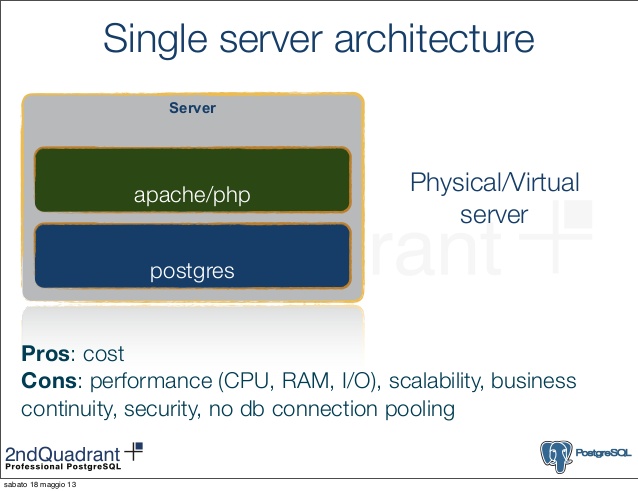 Single server architecture
Server
apache/php
postgres
Physical/Virtual
server
rant
Pros: cost
Cons: performance (CPU, RAM, I/O), scalability, business
continuity, security, no db connection pooling
2ndQuadrant
Professional PostgreSQL
PostgreSQL
sabato 18 maggio 13